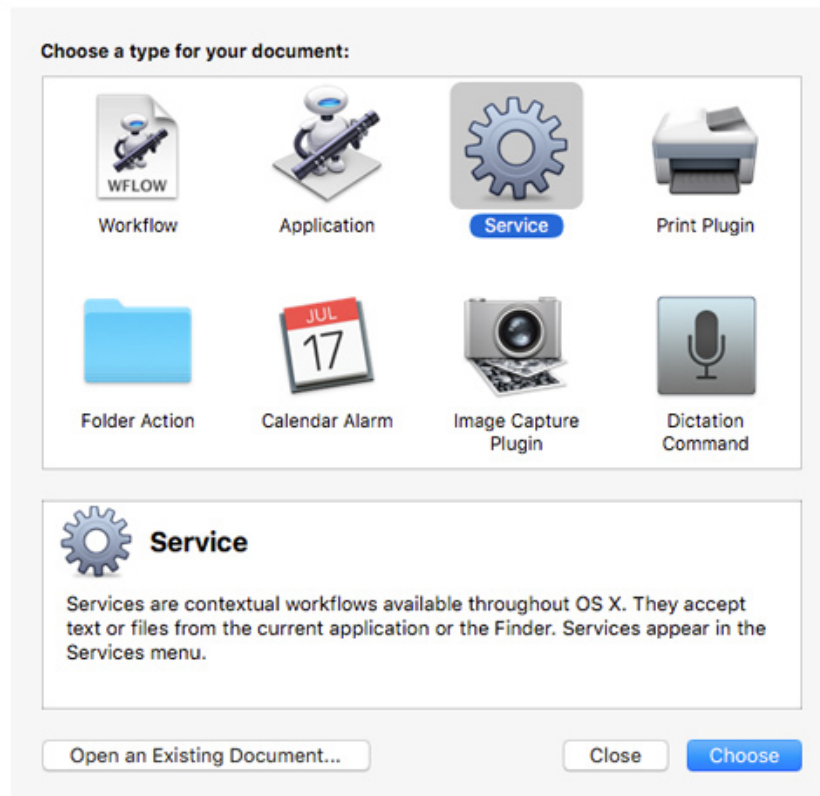 Choose a type for your document:
WFLOW
Workflow
Application
Service
Print Plugin
JUL
17
Folder Action
Calendar Alarm
Image Capture
Plugin
Dictation
Command
Service
Services are contextual workflows available throughout OS X. They accept
text or files from the current application or the Finder. Services appear in the
Services menu.
Open an Existing Document...
Close
Choose